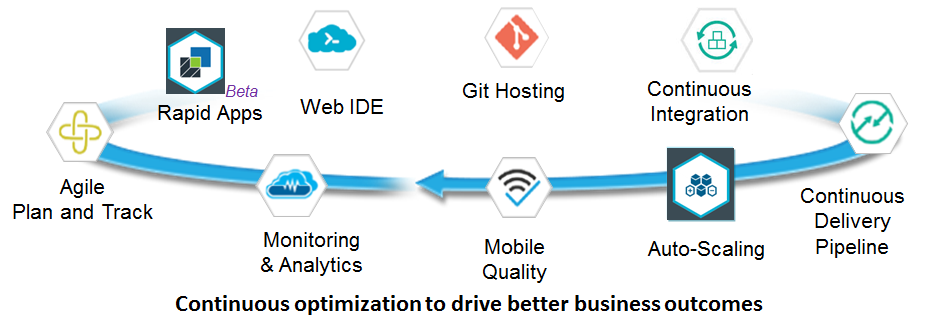 Beta
Rapid Apps
Web IDE
Git Hosting
Continuous
Integration
Agile
Plan and Track
Monitoring
& Analytics
Mobile
Quality
Auto-Scaling
Continuous
Delivery
Pipeline
Continuous optimization to drive better business outcomes